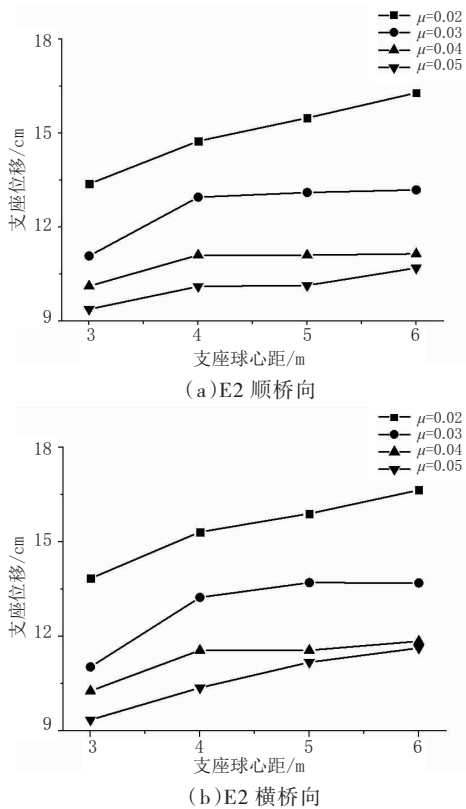 μ=0.02
μ=0.03
μ=0.04
μ=0.05
18
15
12
9
支座位移/cm
3 4 5 6
支座球心距/m
(a)E2 顺桥向
μ=0.02
μ=0.03
μ=0.04
μ=0.05
18
15
12
9
支座位移/cm
3 4 5 6
支座球心距/m
(b)E2 横桥向